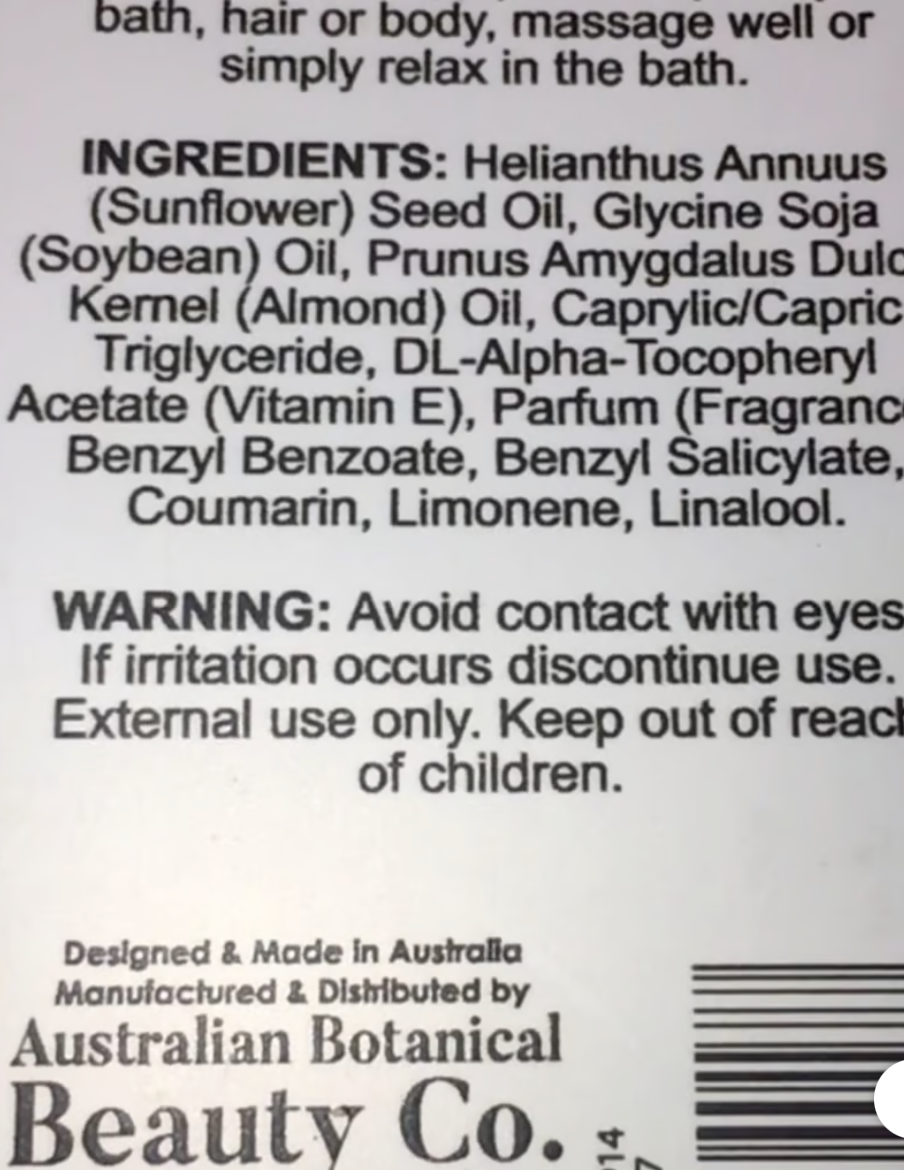 bath, hair or body, massage well or
simply relax in the bath.
INGREDIENTS: Helianthus Annuus
(Sunflower) Seed Oil, Glycine Soja
(Soybean) Oil, Prunus Amygdalus Dulc
Kernel (Almond) Oil, Caprylic/Capric
Triglyceride, DL-Alpha-Tocopheryl
Acetate (Vitamin E), Parfum (Fragranc
Benzyl Benzoate, Benzyl Salicylate,
Coumarin, Limonene, Linalool.
WARNING: Avoid contact with eyes
If irritation occurs discontinue use.
External use only. Keep out of reach
of children.
Designed & Made in Australia
Manufactured & Distributed by
Australian Botanical
Beauty Co.